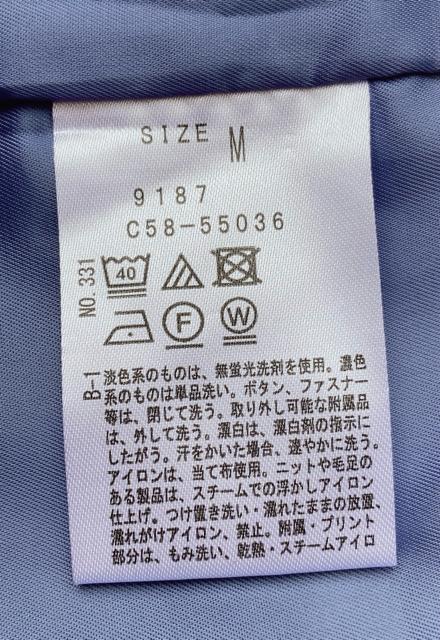 SIZE M
9187
C58-55036
NO.331
40
F W
B-1 淡色系のものは、無蛍光洗剤を使用。濃色
系のものは単品洗い。ボタン、ファスナー
等は、閉じて洗う。取り外し可能な附属品
は、外して洗う。漂白は、漂白剤の指示に
したがう。汗をかいた場合、速やかに洗う。
アイロンは、当て布使用。ニットや毛足の
ある製品は、スチームでの浮かしアイロン
仕上げ。つけ置き洗い・濡れたままの放置、
濡れがけアイロン、禁止。附属・プリント
部分は、もみ洗い、乾熱・スチームアイロ